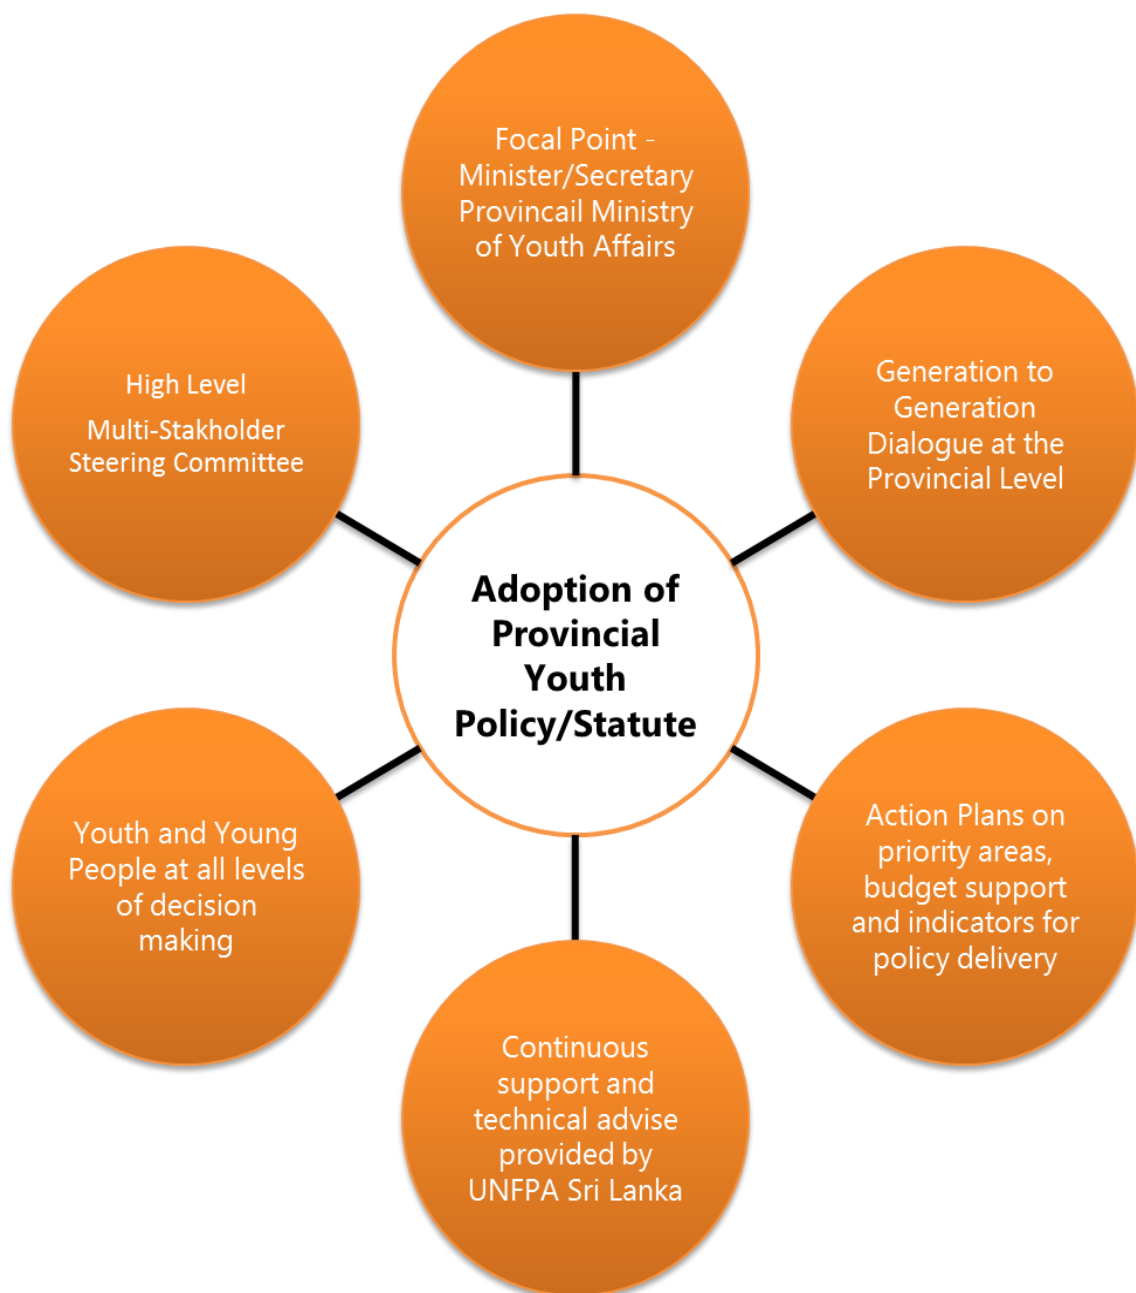 Focal Point -
Minister/Secretary
Provincail Ministry
of Youth Affairs
Generation to
Generation
Dialogue at the
Provincial Level
Action Plans on
priority areas,
budget support
and indicators for
policy delivery
Continuous
support and
technical advise
provided by
UNFPA Sri Lanka
Youth and Young
People at all levels
of decision
making
High Level
Multi-Stakholder
Steering Committee
Adoption of
Provincial
Youth
Policy/Statute